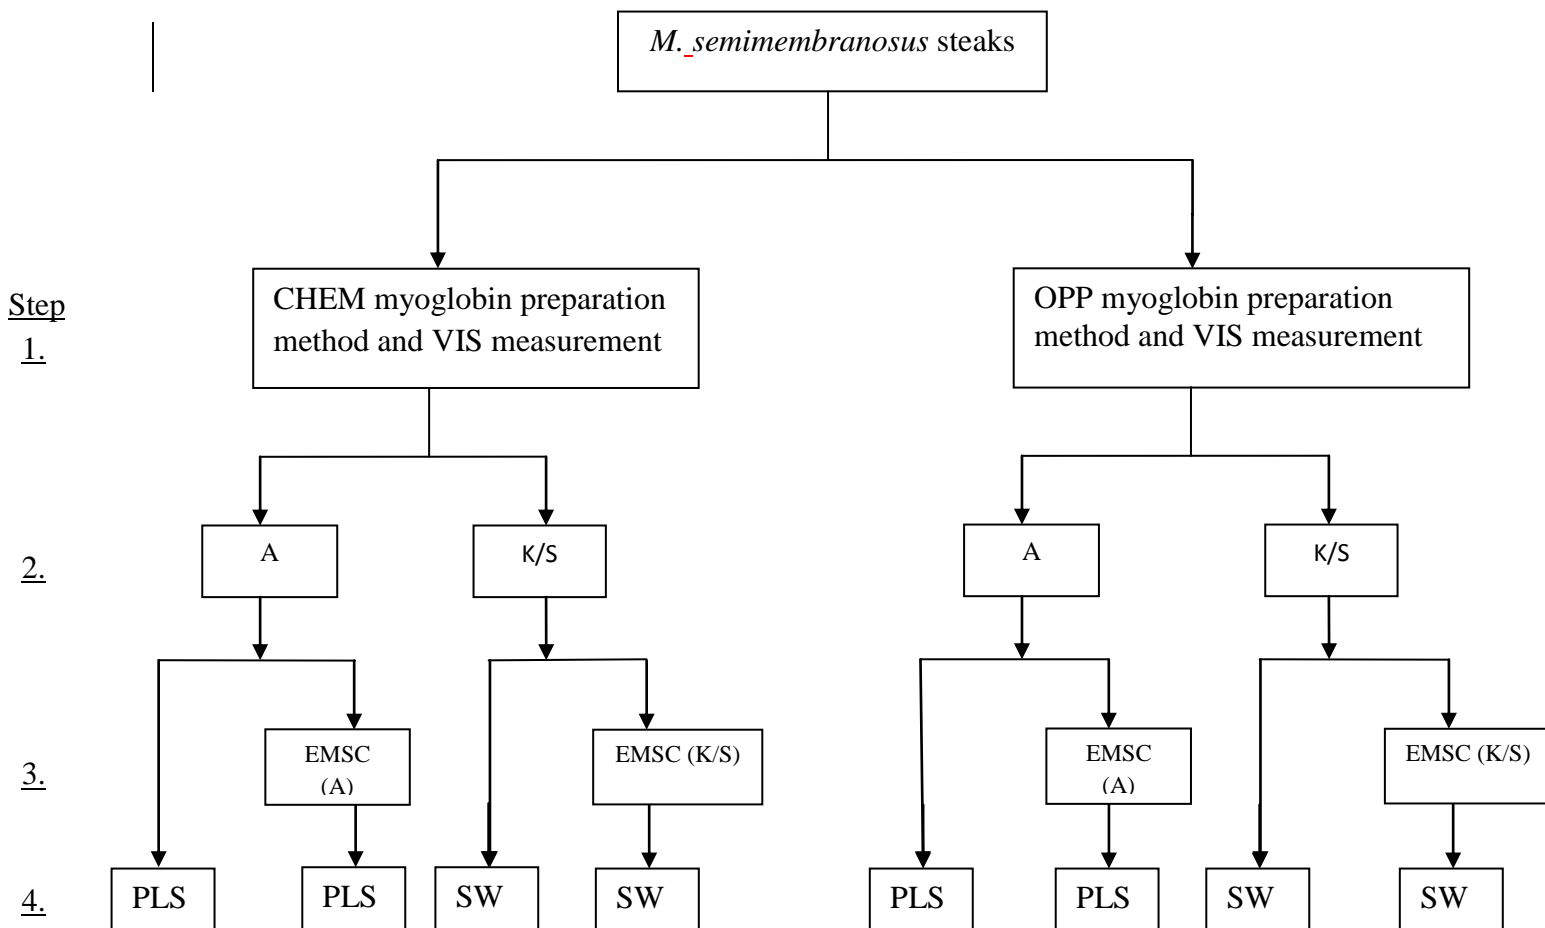 M. semimembranosus steaks
Step
1.
CHEM myoglobin preparation
method and VIS measurement
OPP myoglobin preparation
method and VIS measurement
2.
A
K/S
A
K/S
3.
EMSC
(A)
EMSC (K/S)
EMSC
(A)
EMSC (K/S)
4.
PLS
PLS
SW
SW
PLS
PLS
SW
SW